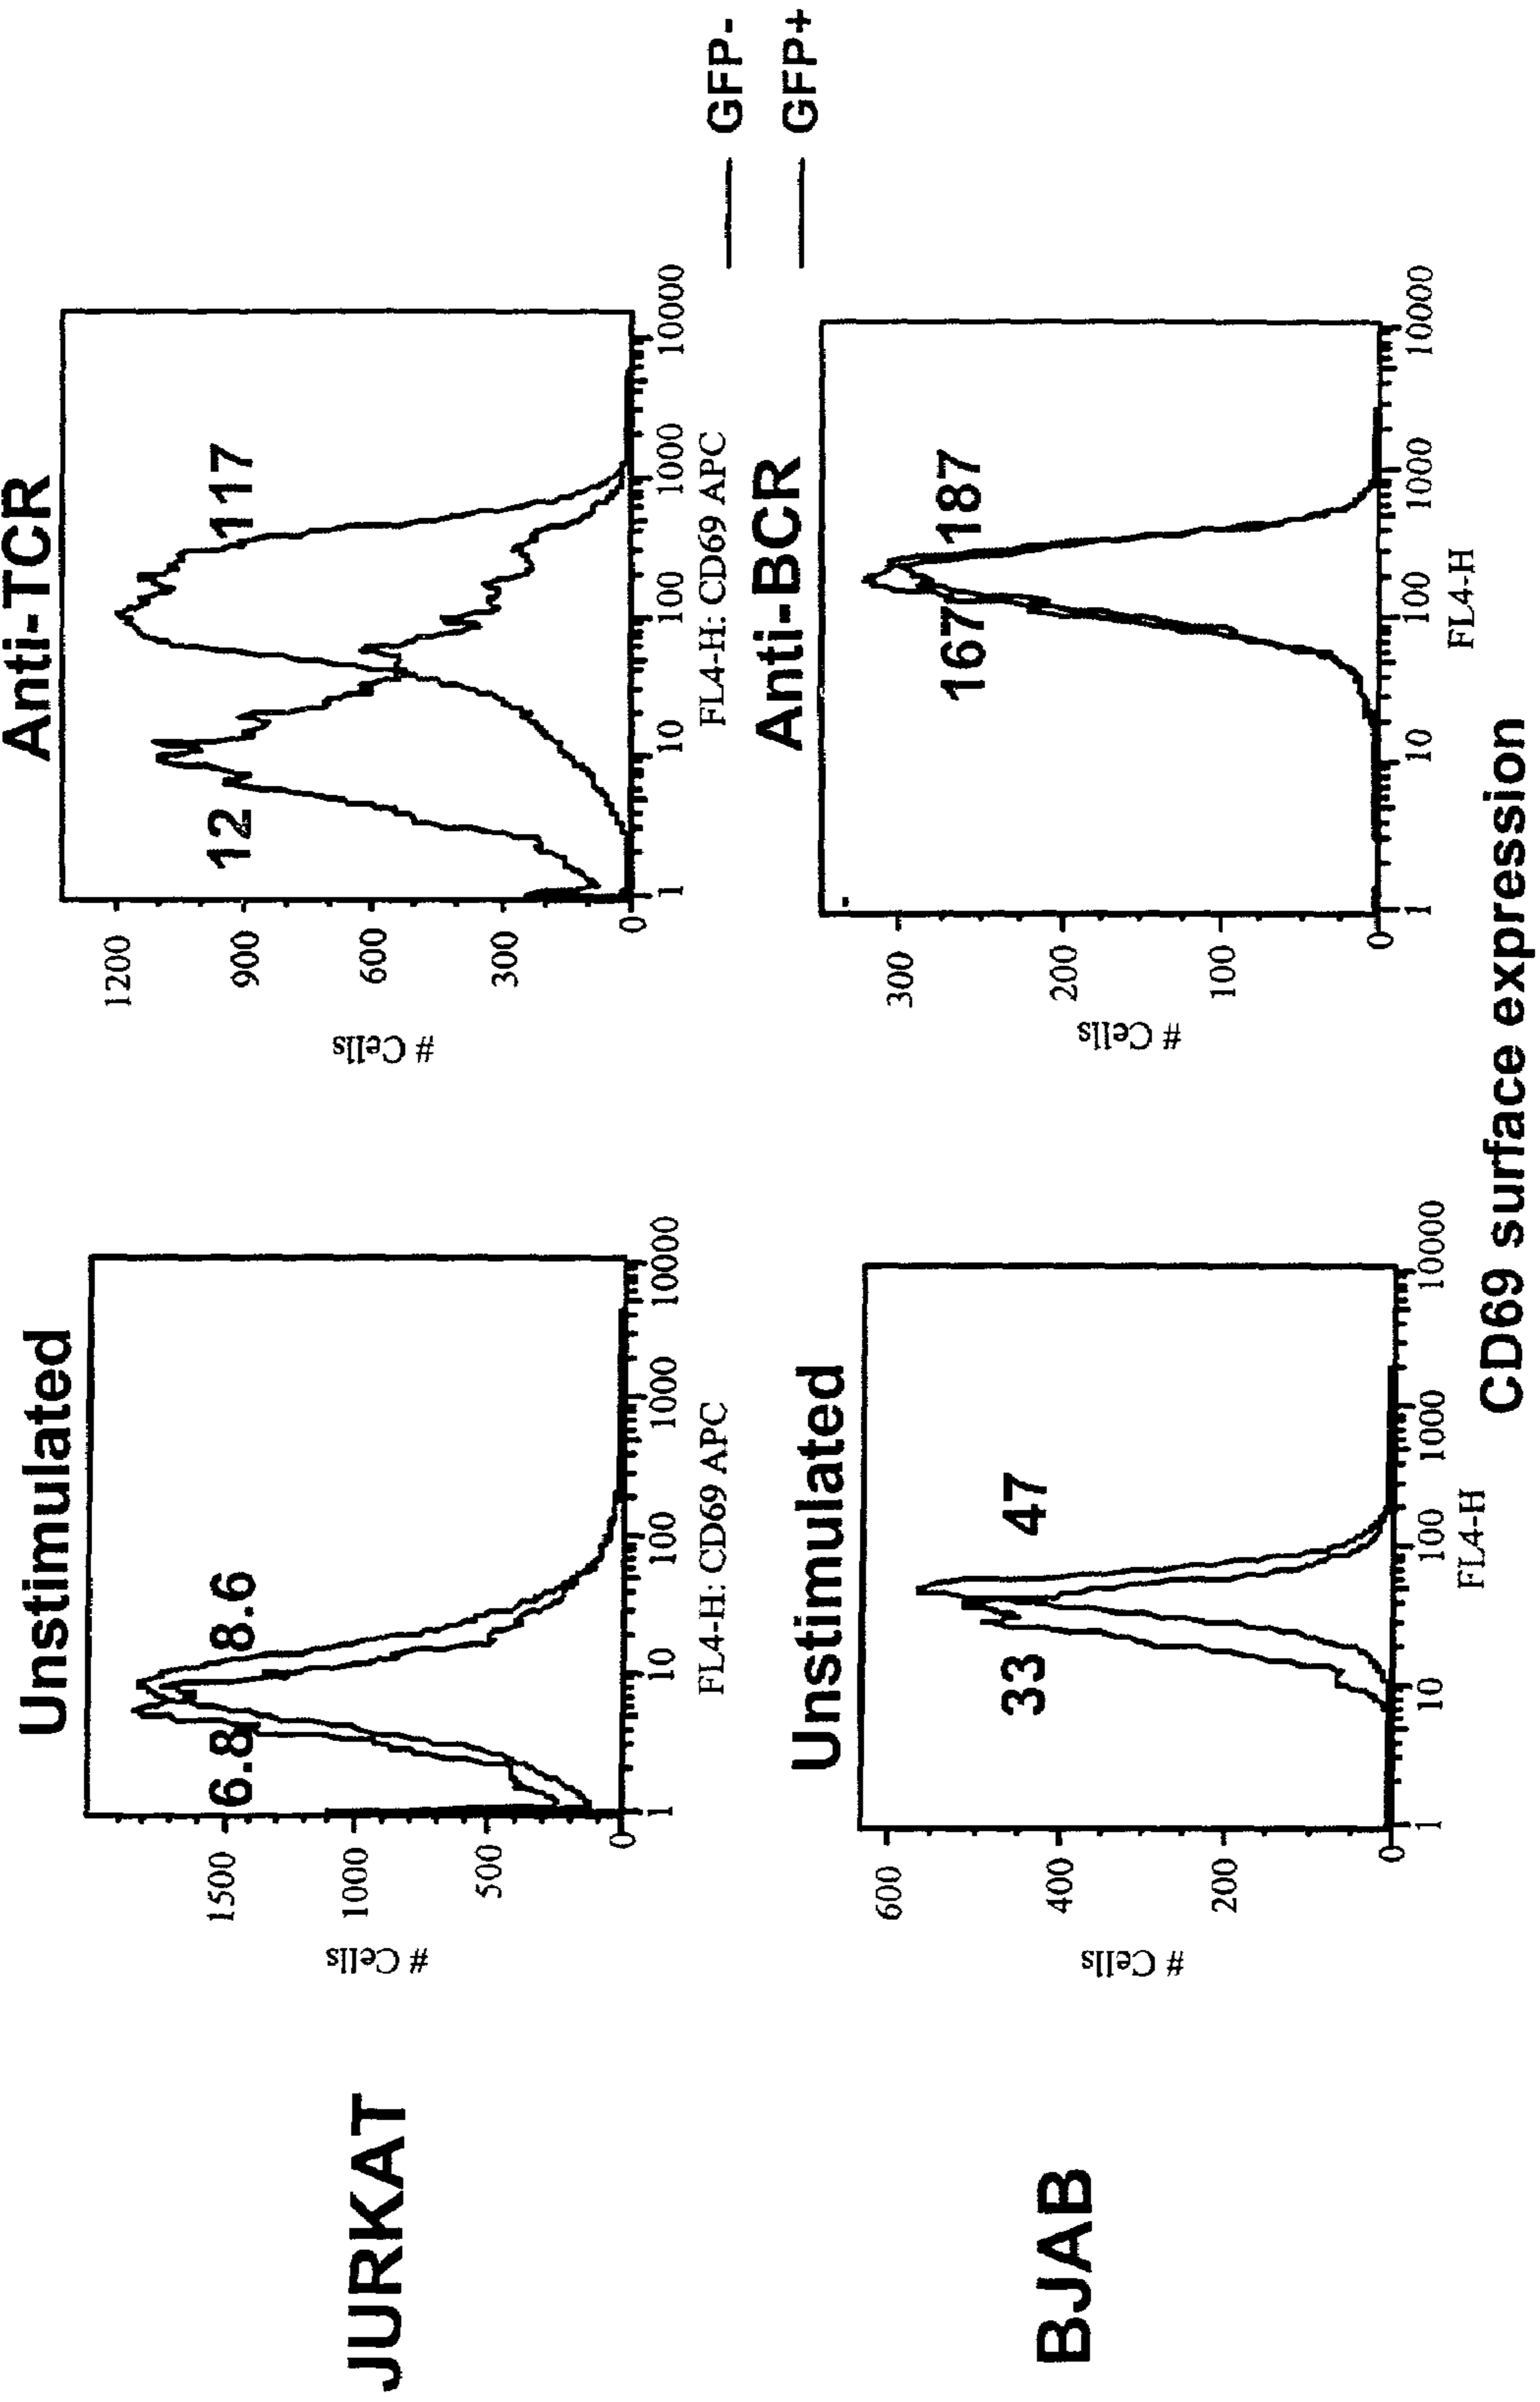 Unstimulated
Anti-TCR
JURKAT
# Cells
1500
1000
500
0
6.8
8.6
1
10
100
1000
10000
FL4-H: CD69 APC
# Cells
1200
900
600
300
0
12
117
1
10
100
1000
10000
FL4-H: CD69 APC
GFP-
GFP+
Unstimulated
Anti-BCR
BJAB
# Cells
600
400
200
0
33
47
1
10
100
1000
10000
FL4-H
# Cells
300
200
100
0
167
187
1
10
100
1000
10000
FL4-H
CD69 surface expression